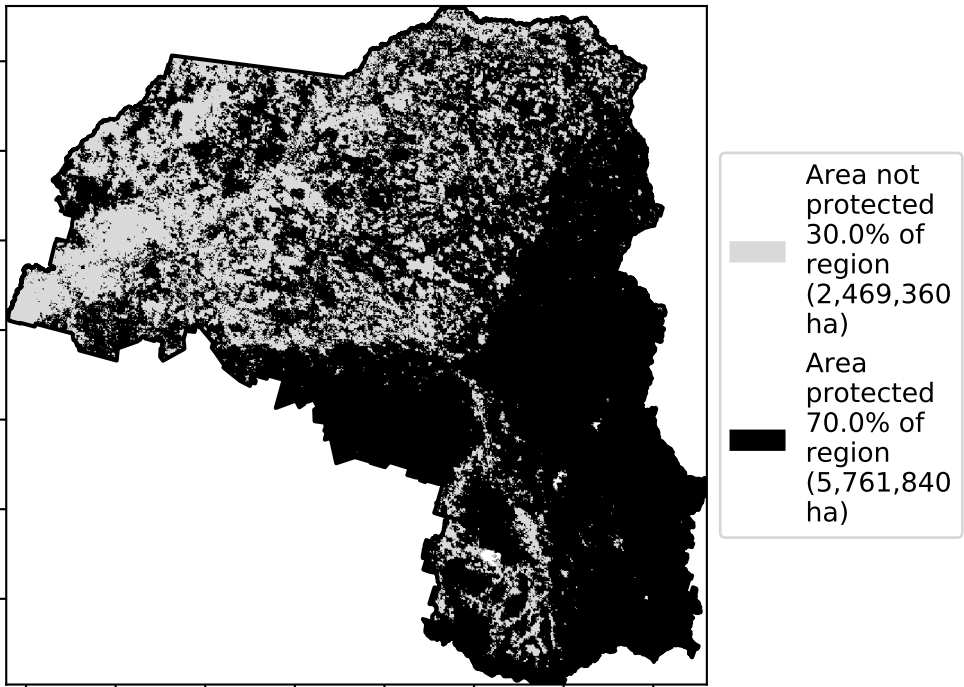 Area not
protected
30.0% of
region
(2,469,360
ha)
Area
protected
70.0% of
region
(5,761,840
ha)